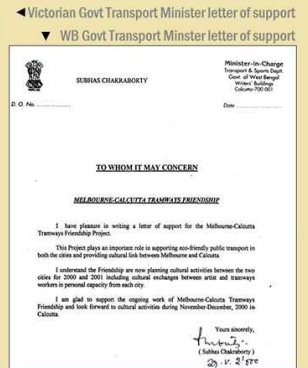 ◄ Victorian Govt Transport Minister letter of support
▼ WB Govt Transport Minster letter of support
SUBHAS CHAKRABORTY
Minister-in-Charge
Transport & Sports Dept.
Govt. of West Bengal
Writers' Buildings
Calcutta-700 001
D. O. No.
Date
TO WHOM IT MAY CONCERN
MELBOURNE-CALCUTTA TRAMWAYS FRIENDSHIP
I have pleasure in writing a letter of support for the Melbourne-Calcutta
Tramways Friendship Project.
This Project plays an important role in supporting eco-friendly public transport in
both the cities and providing cultural link between Melbourne and Calcutta.
I understand the Friendship are now planning cultural activities between the two
cities for 2000 and 2001 including cultural exchanges between artist and tramways
workers in personal capacity from each city.
I am glad to support the ongoing work of Melbourne-Calcutta Tramways
Friendship and look forward to cultural activities during November-December, 2000 in
Calcutta.
Yours sincerely,
( Subhas Chakraborty )